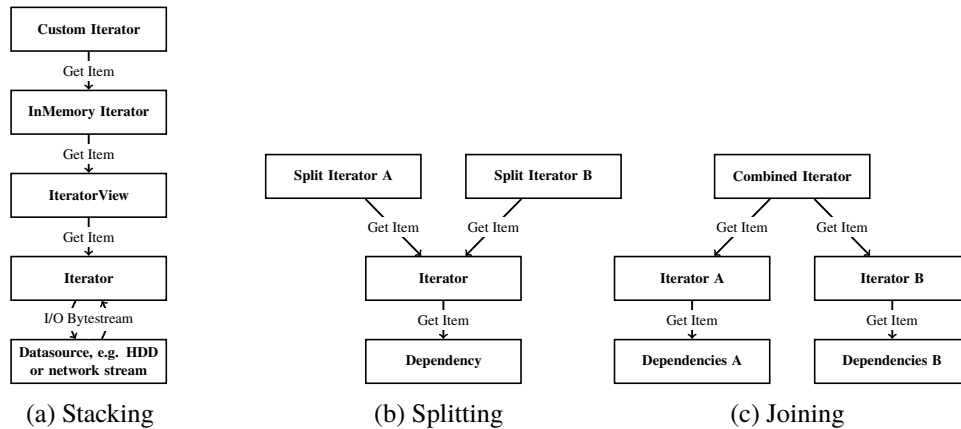 Custom Iterator
Get Item
InMemory Iterator
Get Item
IteratorView
Get Item
Iterator
I/O Bytestream
Datasource, e.g. HDD
or network stream
(a) Stacking
Split Iterator A
Split Iterator B
Get Item
Get Item
Iterator
Get Item
Dependency
(b) Splitting
Combined Iterator
Get Item
Get Item
Iterator A
Iterator B
Get Item
Get Item
Dependencies A
Dependencies B
(c) Joining